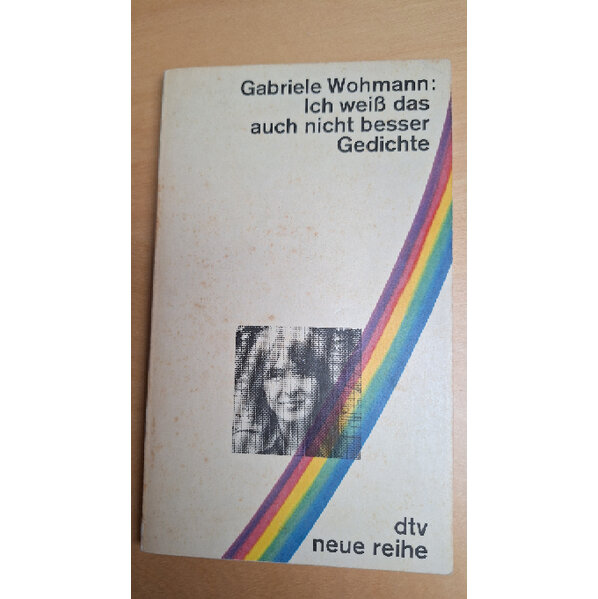 Gabriele Wohmann:
Ich weiß das
auch nicht besser
Gedichte
dtv
neue reihe